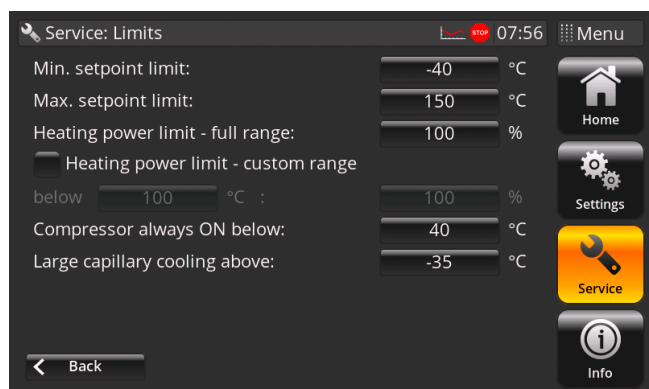 Service: Limits STOP 07:56 Menu
Min. setpoint limit: -40 °C
Max. setpoint limit: 150 °C
Home
Heating power limit - full range: 100 %
Heating power limit - custom range
below 100 °C : 100 %
Settings
Compressor always ON below: 40 °C
Large capillary cooling above: -35 °C
Service
Back
Info